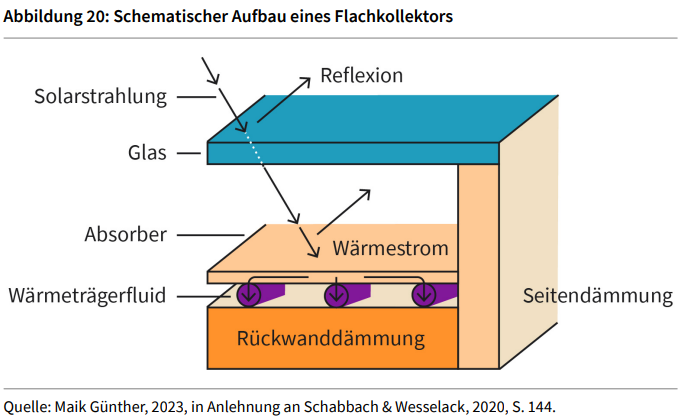 Abbildung 20: Schematischer Aufbau eines Flachkollektors
Reflexion
Solarstrahlung
Glas
Absorber
Wärmestrom
Wärmeträgerfluid
Seitendämmung
Rückwanddämmung
Quelle: Maik Günther, 2023, in Anlehnung an Schabbach & Wesselack, 2020, S. 144.